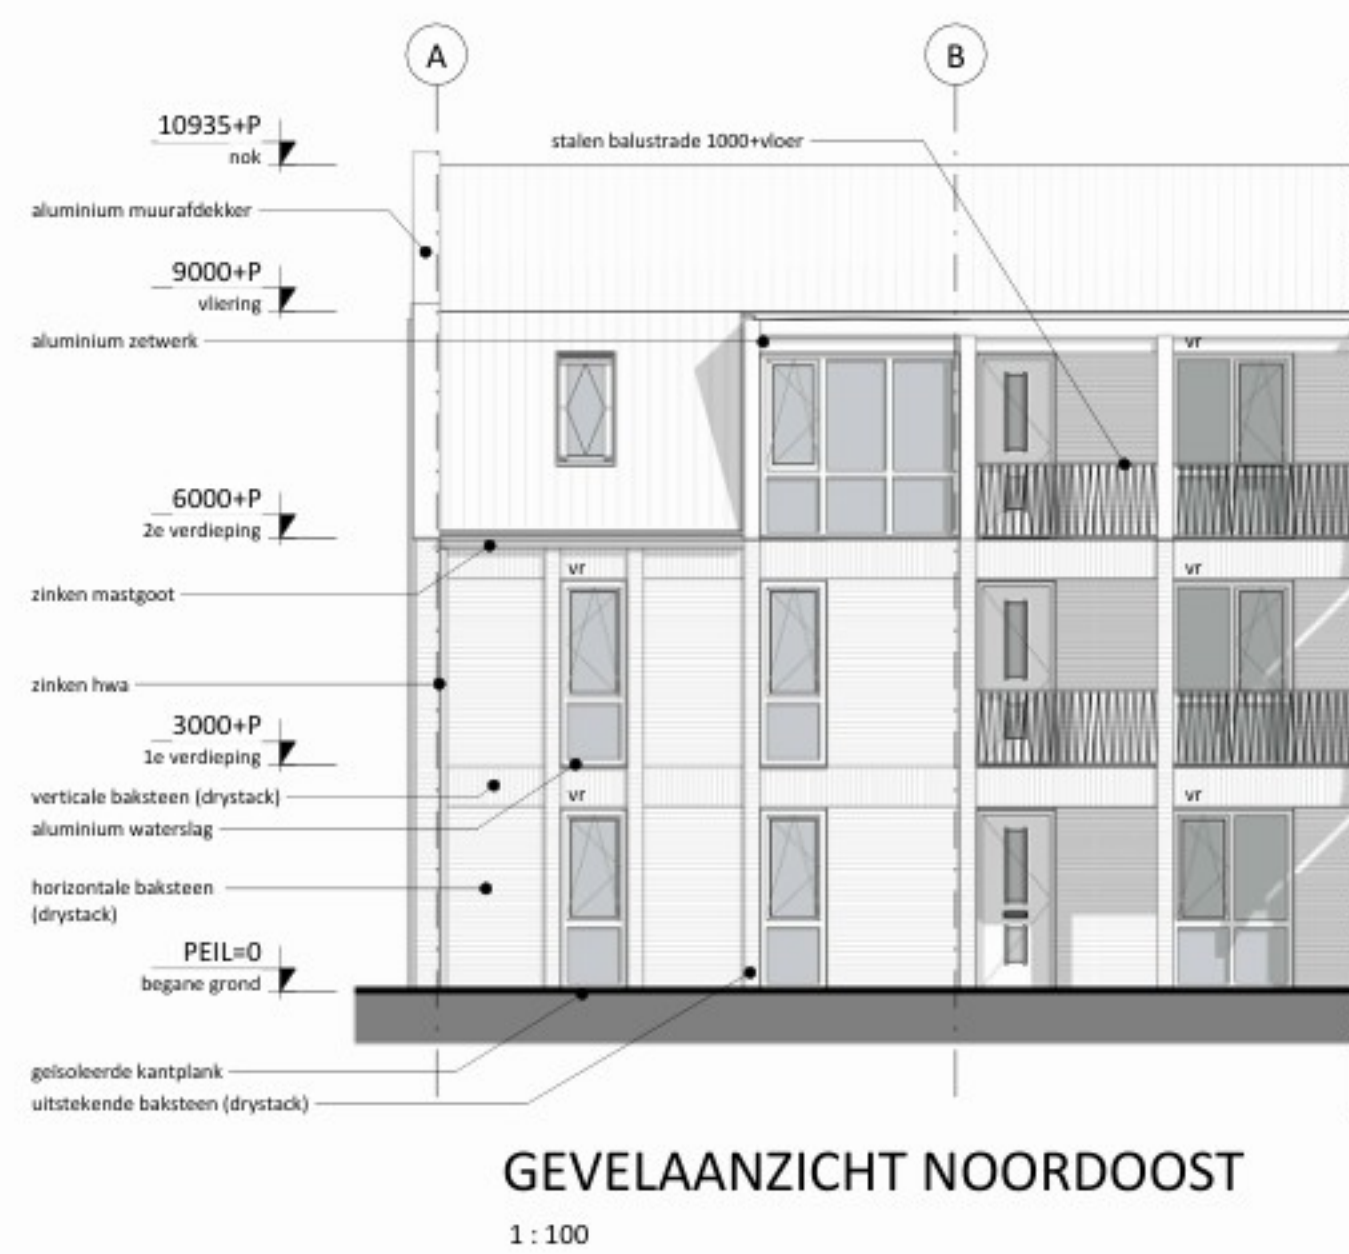 A
B
10935+P
nok
stalen balustrade 1000+vloer
aluminium muurafdekker
9000+P
vliering
aluminium zetwerk
vr
6000+P
2e verdieping
vr
vr
zinken mastgoot
zinken hwa
3000+P
1e verdieping
verticale baksteen (drystack)
vr
vr
aluminium waterslag
horizontale baksteen
(drystack)
PEIL=0
begane grond
geïsoleerde kantplank
uitstekende baksteen (drystack)
GEVELAANZICHT NOORDOOST
1 : 100